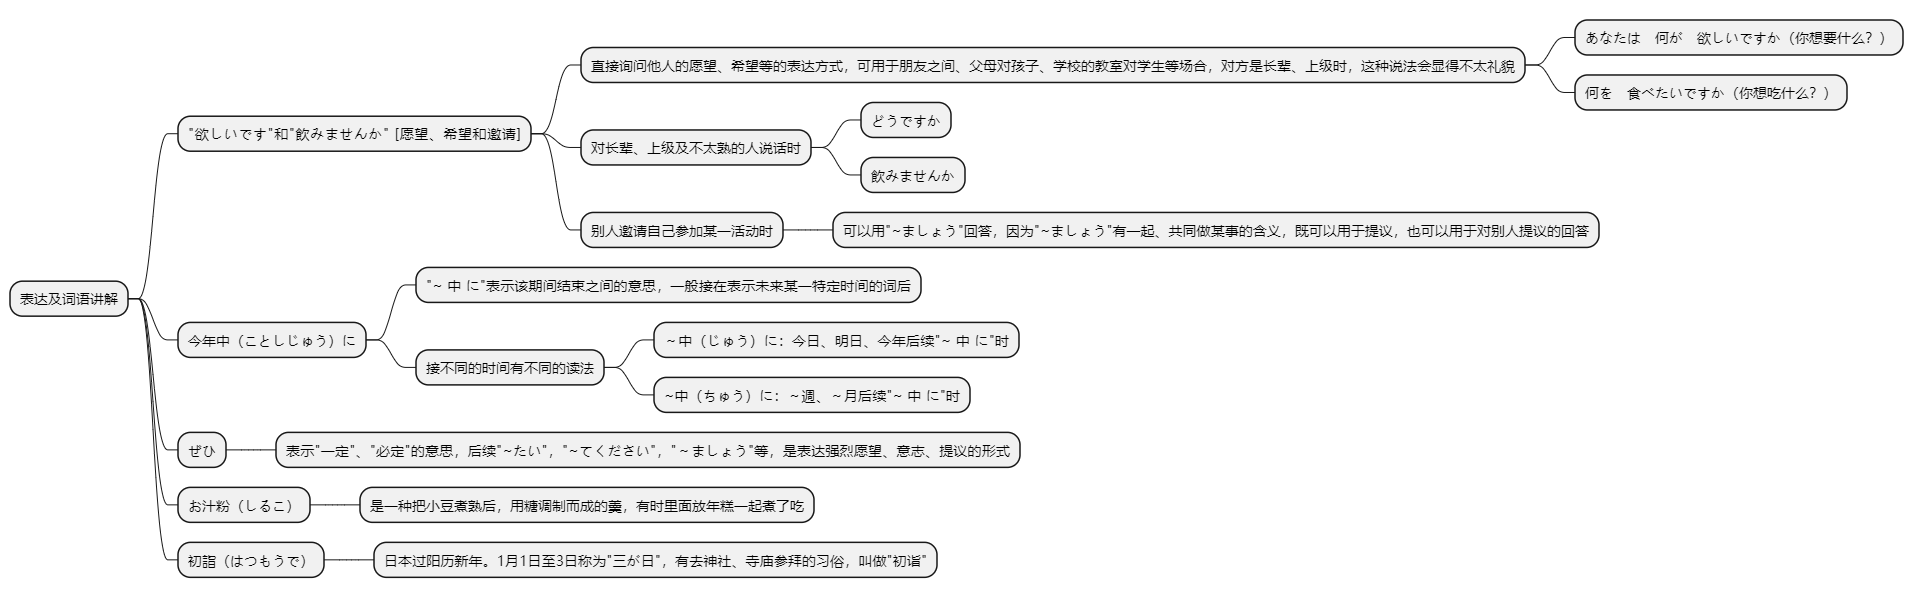 表达及词语讲解
"欲しいです"和"飲みませんか" [愿望、希望和邀请]
直接询问他人的愿望、希望等的表达方式，可用于朋友之间、父母对孩子、学校的教室对学生等场合，对方是长辈、上级时，这种说法会显得不太礼貌
あなたは　何が　欲しいですか（你想要什么？）
何を　食べたいですか（你想吃什么？）
对长辈、上级及不太熟的人说话时
どうですか
飲みませんか
别人邀请自己参加某一活动时
可以用"~ましょう"回答，因为"~ましょう"有一起、共同做某事的含义，既可以用于提议，也可以用于对别人提议的回答
今年中（ことしじゅう）に
"~ 中 に"表示该期间结束之间的意思，一般接在表示未来某一特定时间的词后
接不同的时间有不同的读法
～中（じゅう）に：今日、明日、今年后续"~ 中 に"时
~中（ちゅう）に：～週、～月后续"~ 中 に"时
ぜひ
表示"一定"、"必定"的意思，后续"~たい"，"~てください"，"～ましょう"等，是表达强烈愿望、意志、提议的形式
お汁粉（しるこ）
是一种把小豆煮熟后，用糖调制而成的羹，有时里面放年糕一起煮了吃
初詣（はつもうで）
日本过阳历新年。1月1日至3日称为"三が日"，有去神社、寺庙参拜的习俗，叫做"初诣"